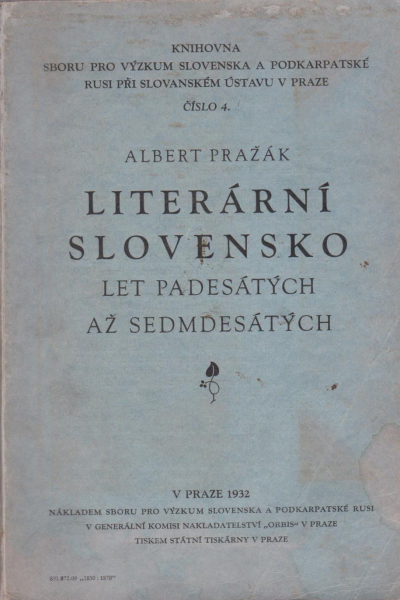 KNIHOVNA
SBORU PRO VÝZKUM SLOVENSKA A PODKARPATSKÉ
RUSI PŘI SLOVANSKÉM ÚSTAVU V PRAZE
ČÍSLO 4.
ALBERT PRAŽÁK
LITERÁRNÍ
SLOVENSKO
LET PADESÁTÝCH
AŽ SEDMDESÁTÝCH
V PRAZE 1932
NÁKLADEM SBORU PRO VÝZKUM SLOVENSKA A PODKARPATSKÉ RUSI
V GENERÁLNÍ KOMISI NAKLADATELSTVÍ „ORBIS“ V PRAZE
TISKEM STÁTNÍ TISKÁRNY V PRAZE